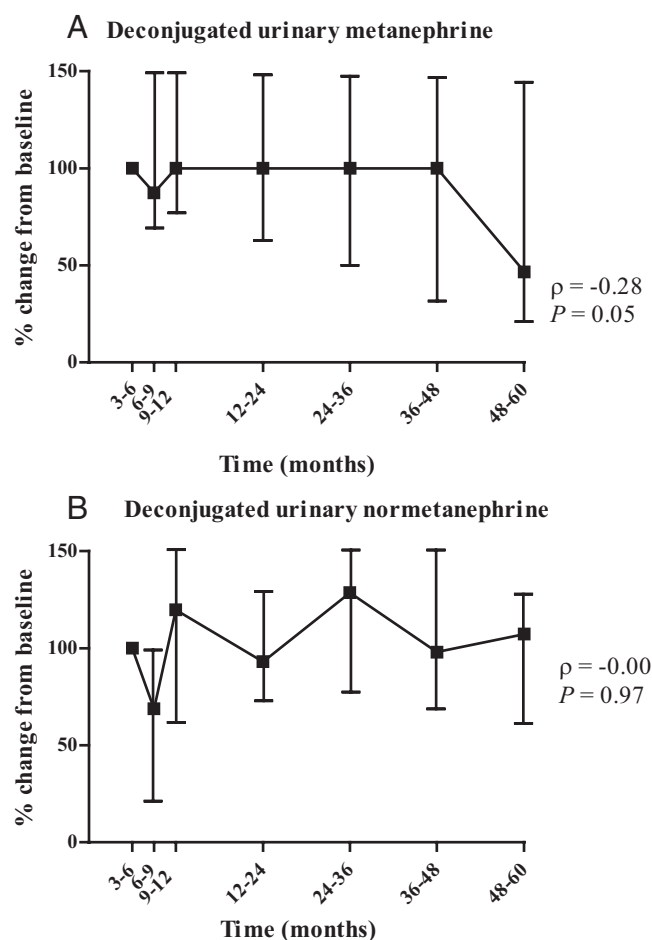 A Deconjugated urinary metanephrine
% change from baseline
150
100
50
0
ρ = -0.28
P = 0.05
3-6
6-9
9-12
12-24
24-36
36-48
48-60
Time (months)
B Deconjugated urinary normetanephrine
% change from baseline
150
100
50
0
ρ = -0.00
P = 0.97
3-6
6-9
9-12
12-24
24-36
36-48
48-60
Time (months)